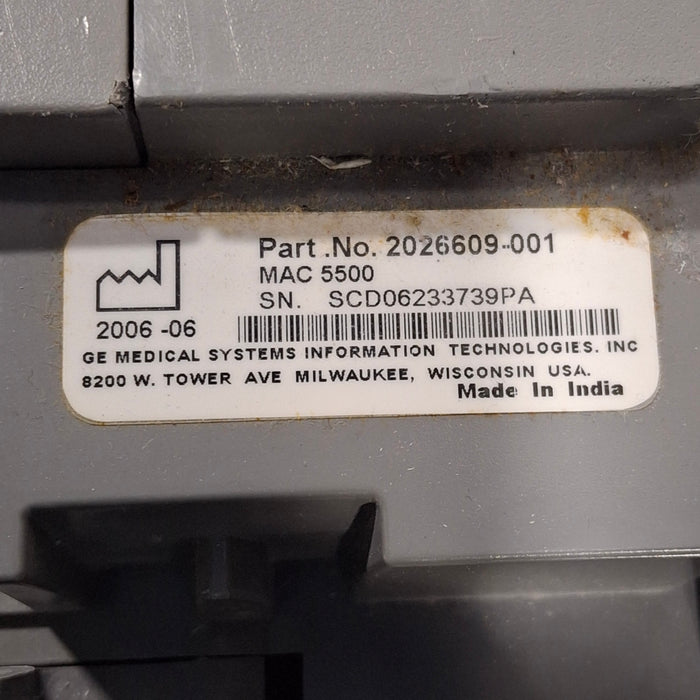 Part .No. 2026609-001
MAC 5500
SN. SCD06233739PA
2006 -06
GE MEDICAL SYSTEMS INFORMATION TECHNOLOGIES. INC
8200 W. TOWER AVE MILWAUKEE, WISCONSIN USA.
Made In India